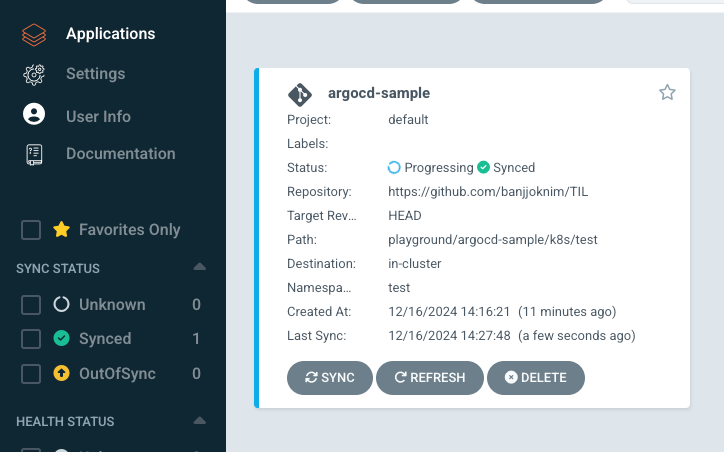 Applications
Settings
User Info
Documentation
Favorites Only
SYNC STATUS
Unknown 0
Synced 1
OutOfSync 0
HEALTH STATUS
argocd-sample
Project: default
Labels:
Status: Progressing Synced
Repository: https://github.com/banjjoknim/TIL
Target Rev... HEAD
Path: playground/argocd-sample/k8s/test
Destination: in-cluster
Namespa... test
Created At: 12/16/2024 14:16:21 (11 minutes ago)
Last Sync: 12/16/2024 14:27:48 (a few seconds ago)
SYNC REFRESH DELETE